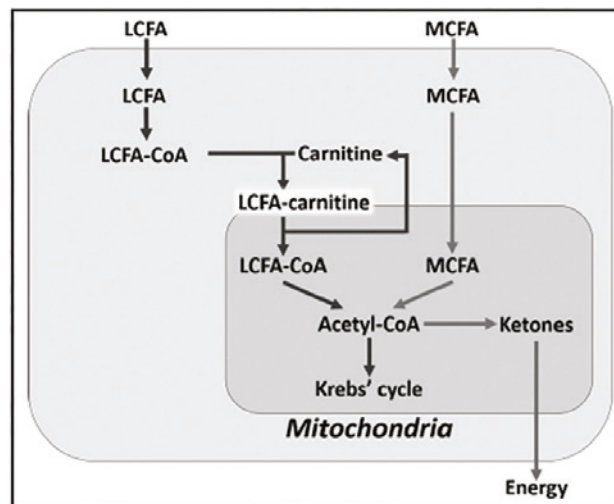 LCFA MCFA
LCFA MCFA
LCFA-CoA Carnitine
LCFA-carnitine
LCFA-CoA MCFA
Acetyl-CoA Ketones
Krebs' cycle
Mitochondria
Energy